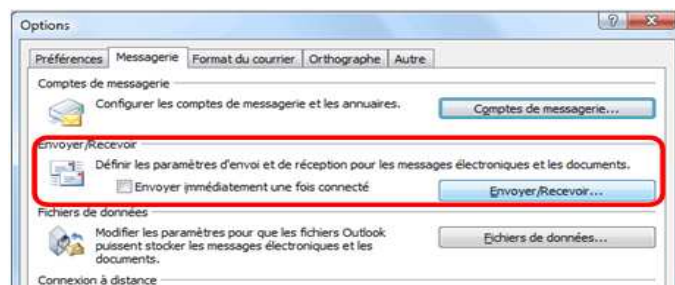 Options
Préférences Messagerie Format du courrier Orthographe Autre
Comptes de messagerie
Configurer les comptes de messagerie et les annuaires.
Comptes de messagerie...
Envoyer/Recevoir
Définir les paramètres d'envoi et de réception pour les messages électroniques et les documents.
Envoyer immédiatement une fois connecté
Envoyer/Recevoir...
Fichiers de données
Modifier les paramètres pour que les fichiers Outlook
puissent stocker les messages électroniques et les
documents.
Fichiers de données...
Connexion à distance